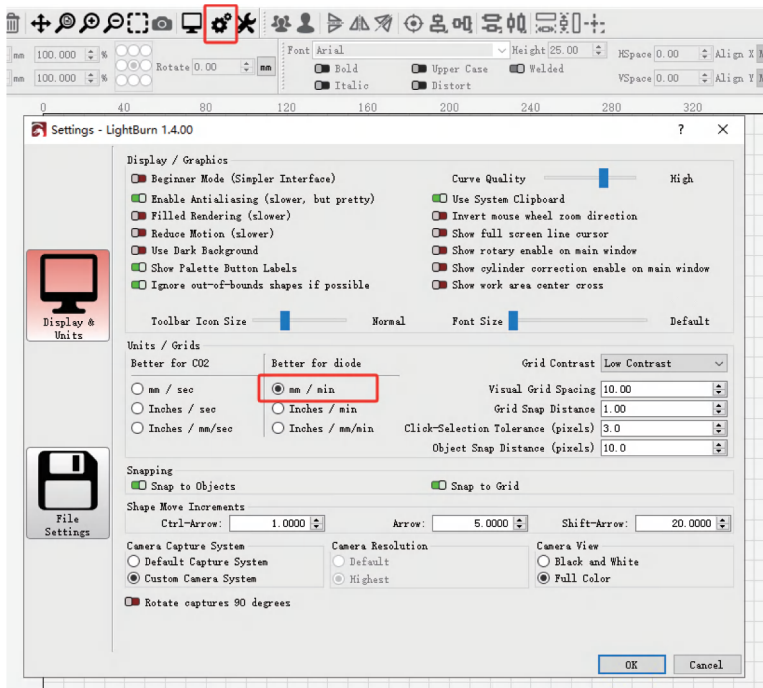 mm 100.000 %
mm 100.000 %
Rotate 0.00 mm
Font Arial Height 25.00
Bold Upper Case Welded
Italic Distort
HSpace 0.00 Align X
VSpace 0.00 Align Y
0 40 80 120 160 200 240 280 320
Settings - LightBurn 1.4.00 ? ×
Display & Units
File Settings
Display / Graphics
Beginner Mode (Simpler Interface)
Curve Quality High
Enable Antialiasing (slower, but pretty)
Use System Clipboard
Filled Rendering (slower)
Invert mouse wheel zoom direction
Reduce Motion (slower)
Show full screen line cursor
Use Dark Background
Show rotary enable on main window
Show Palette Button Labels
Show cylinder correction enable on main window
Ignore out-of-bounds shapes if possible
Show work area center cross
Toolbar Icon Size Normal
Font Size Default
Units / Grids
Better for CO2 Better for diode
Grid Contrast Low Contrast
mm / sec mm / min
Visual Grid Spacing 10.00
Inches / sec Inches / min
Grid Snap Distance 1.00
Inches / mm/sec Inches / mm/min
Click-Selection Tolerance (pixels) 3.0
Object Snap Distance (pixels) 10.0
Snapping
Snap to Objects Snap to Grid
Shape Move Increments
Ctrl-Arrow: 1.0000 Arrow: 5.0000 Shift-Arrow: 20.0000
Camera Capture System Camera Resolution Camera View
Default Capture System Default Black and White
Custom Camera System Highest Full Color
Rotate captures 90 degrees
OK Cancel